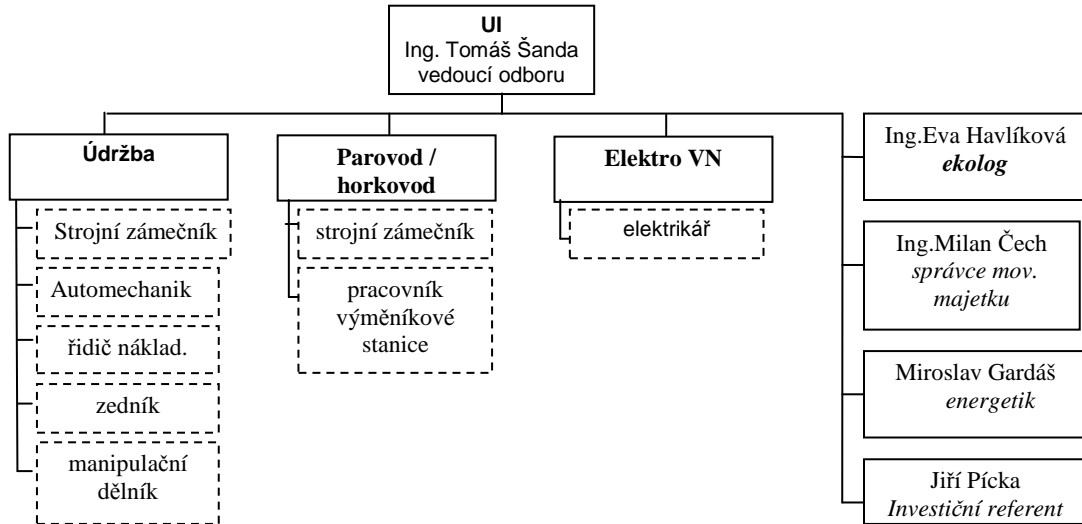 UI
Ing. Tomáš Šanda
vedoucí odboru
Údržba
Strojní zámečník
Automechanik
řidič náklad.
zedník
manipulační
dělník
Parovod /
horkovod
strojní zámečník
pracovník
výměníkové
stanice
Elektro VN
elektrikář
Ing.Eva Havlíková
ekolog
Ing.Milan Čech
správce mov.
majetku
Miroslav Gardáš
energetik
Jiří Pícka
Investiční referent